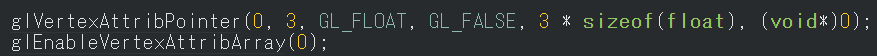 glVertexAttribPointer(0, 3, GL_FLOAT, GL_FALSE, 3 * sizeof(float), (void*)0);
glEnableVertexAttribArray(0);